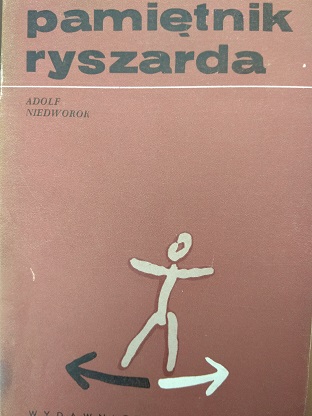 pamiętnik
ryszarda
ADOLF
NIEDWOROK